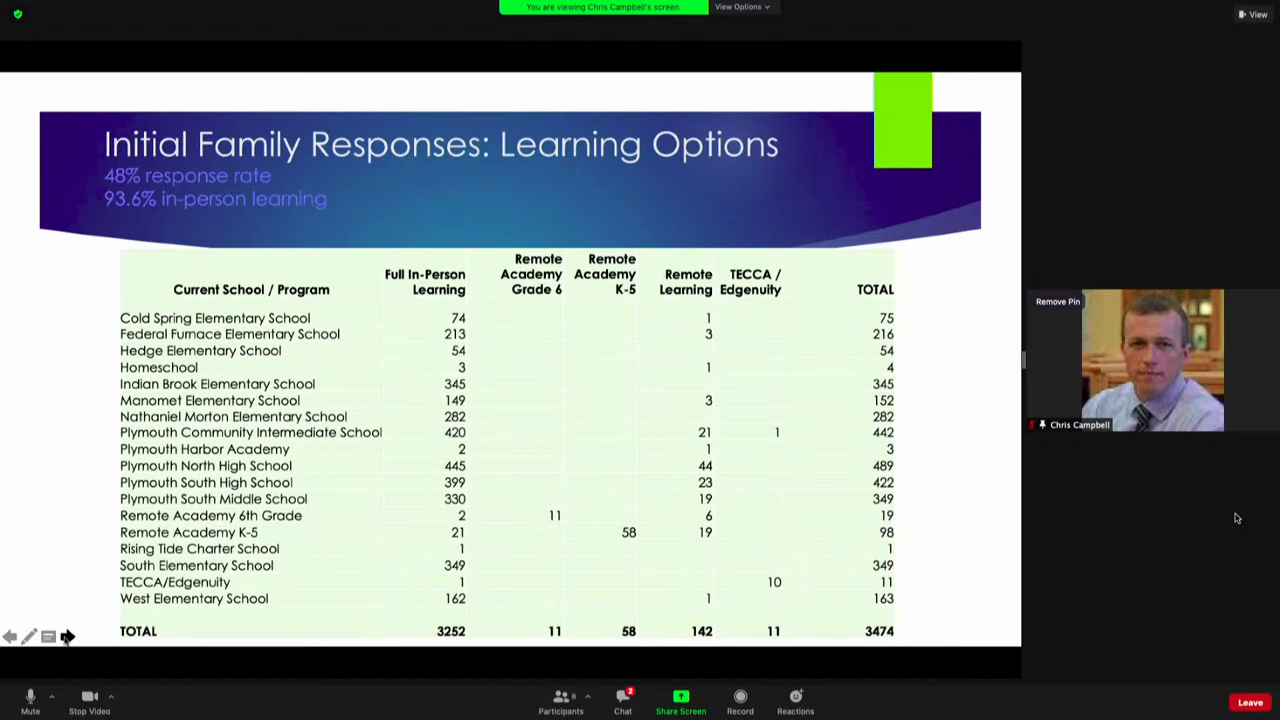 You are viewing Chris Campbell's screen
View Options
View
Initial Family Responses: Learning Options
48% response rate
93.6% in-person learning
Current School / Program Full In-Person Learning Remote Academy Grade 6 Remote Academy K-5 Remote Learning TECCA / Edgenuity TOTAL
Cold Spring Elementary School 74 1 75
Federal Furnace Elementary School 213 3 216
Hedge Elementary School 54 54
Homeschool 3 1 4
Indian Brook Elementary School 345 345
Manomet Elementary School 149 3 152
Nathaniel Morton Elementary School 282 282
Plymouth Community Intermediate School 420 21 1 442
Plymouth Harbor Academy 2 1 3
Plymouth North High School 445 44 489
Plymouth South High School 399 23 422
Plymouth South Middle School 330 19 349
Remote Academy 6th Grade 2 11 6 19
Remote Academy K-5 21 58 19 98
Rising Tide Charter School 1 1
South Elementary School 349 349
TECCA/Edgenuity 1 10 11
West Elementary School 162 1 163
TOTAL 3252 11 58 142 11 3474
Remove Pin
Chris Campbell
Mute
Stop Video
Participants 8
Chat 2
Share Screen
Record
Reactions
Leave